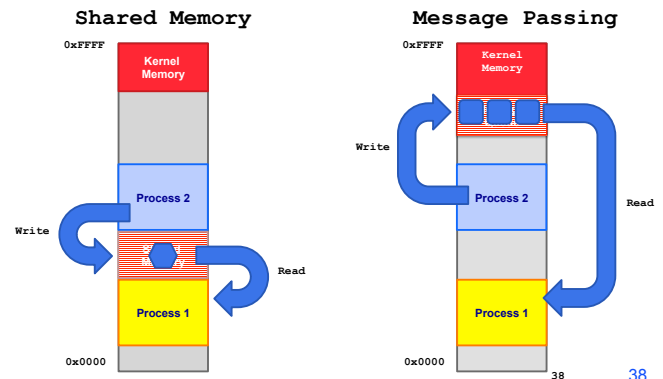 Shared Memory
Message Passing
0xFFFF
Kernel
Memory
Process 2
Write
Read
Process 1
0x0000
0xFFFF
Kernel
Memory
Write
Process 2
Read
Process 1
0x0000
38
38